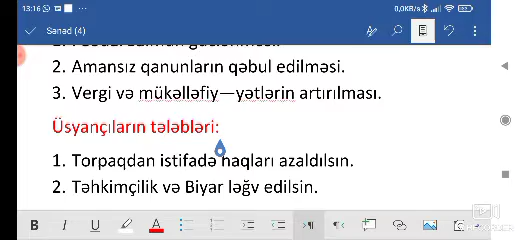 13:16
0,0KB/s
Sənəd (4)
2. Amansız qanunların qəbul edilməsi.
3. Vergi və mükəlləfiy—yətlərin artırılması.
Üsyançıların tələbləri:
1. Torpaqdan istifadə haqları azaldılsın.
2. Təhkimçilik və Biyar ləğv edilsin.
B I U A